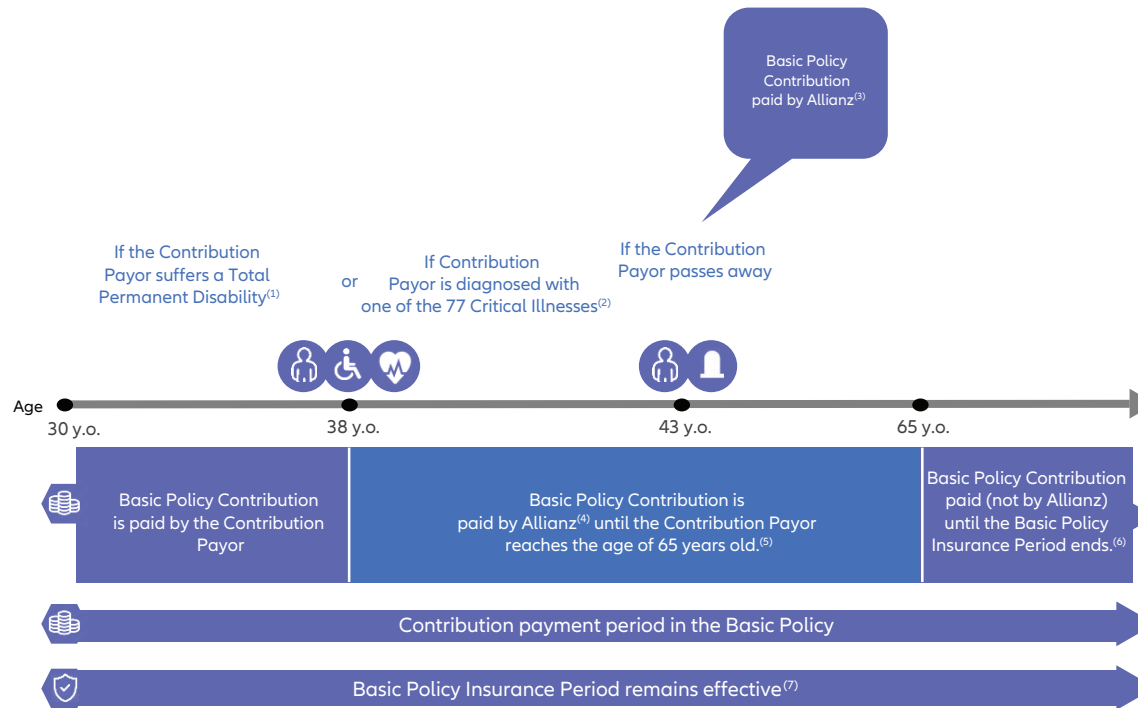 Basic Policy
Contribution
paid by Allianz(3)
If the Contribution
Payor suffers a Total
Permanent Disability(1)
or
If Contribution
Payor is diagnosed with
one of the 77 Critical Illnesses(2)
If the Contribution
Payor passes away
Age
30 y.o.
38 y.o.
43 y.o.
65 y.o.
Basic Policy Contribution
is paid by the Contribution
Payor
Basic Policy Contribution is
paid by Allianz(4) until the Contribution Payor
reaches the age of 65 years old.(5)
Basic Policy Contribution
paid (not by Allianz)
until the Basic Policy
Insurance Period ends.(6)
Contribution payment period in the Basic Policy
Basic Policy Insurance Period remains effective(7)